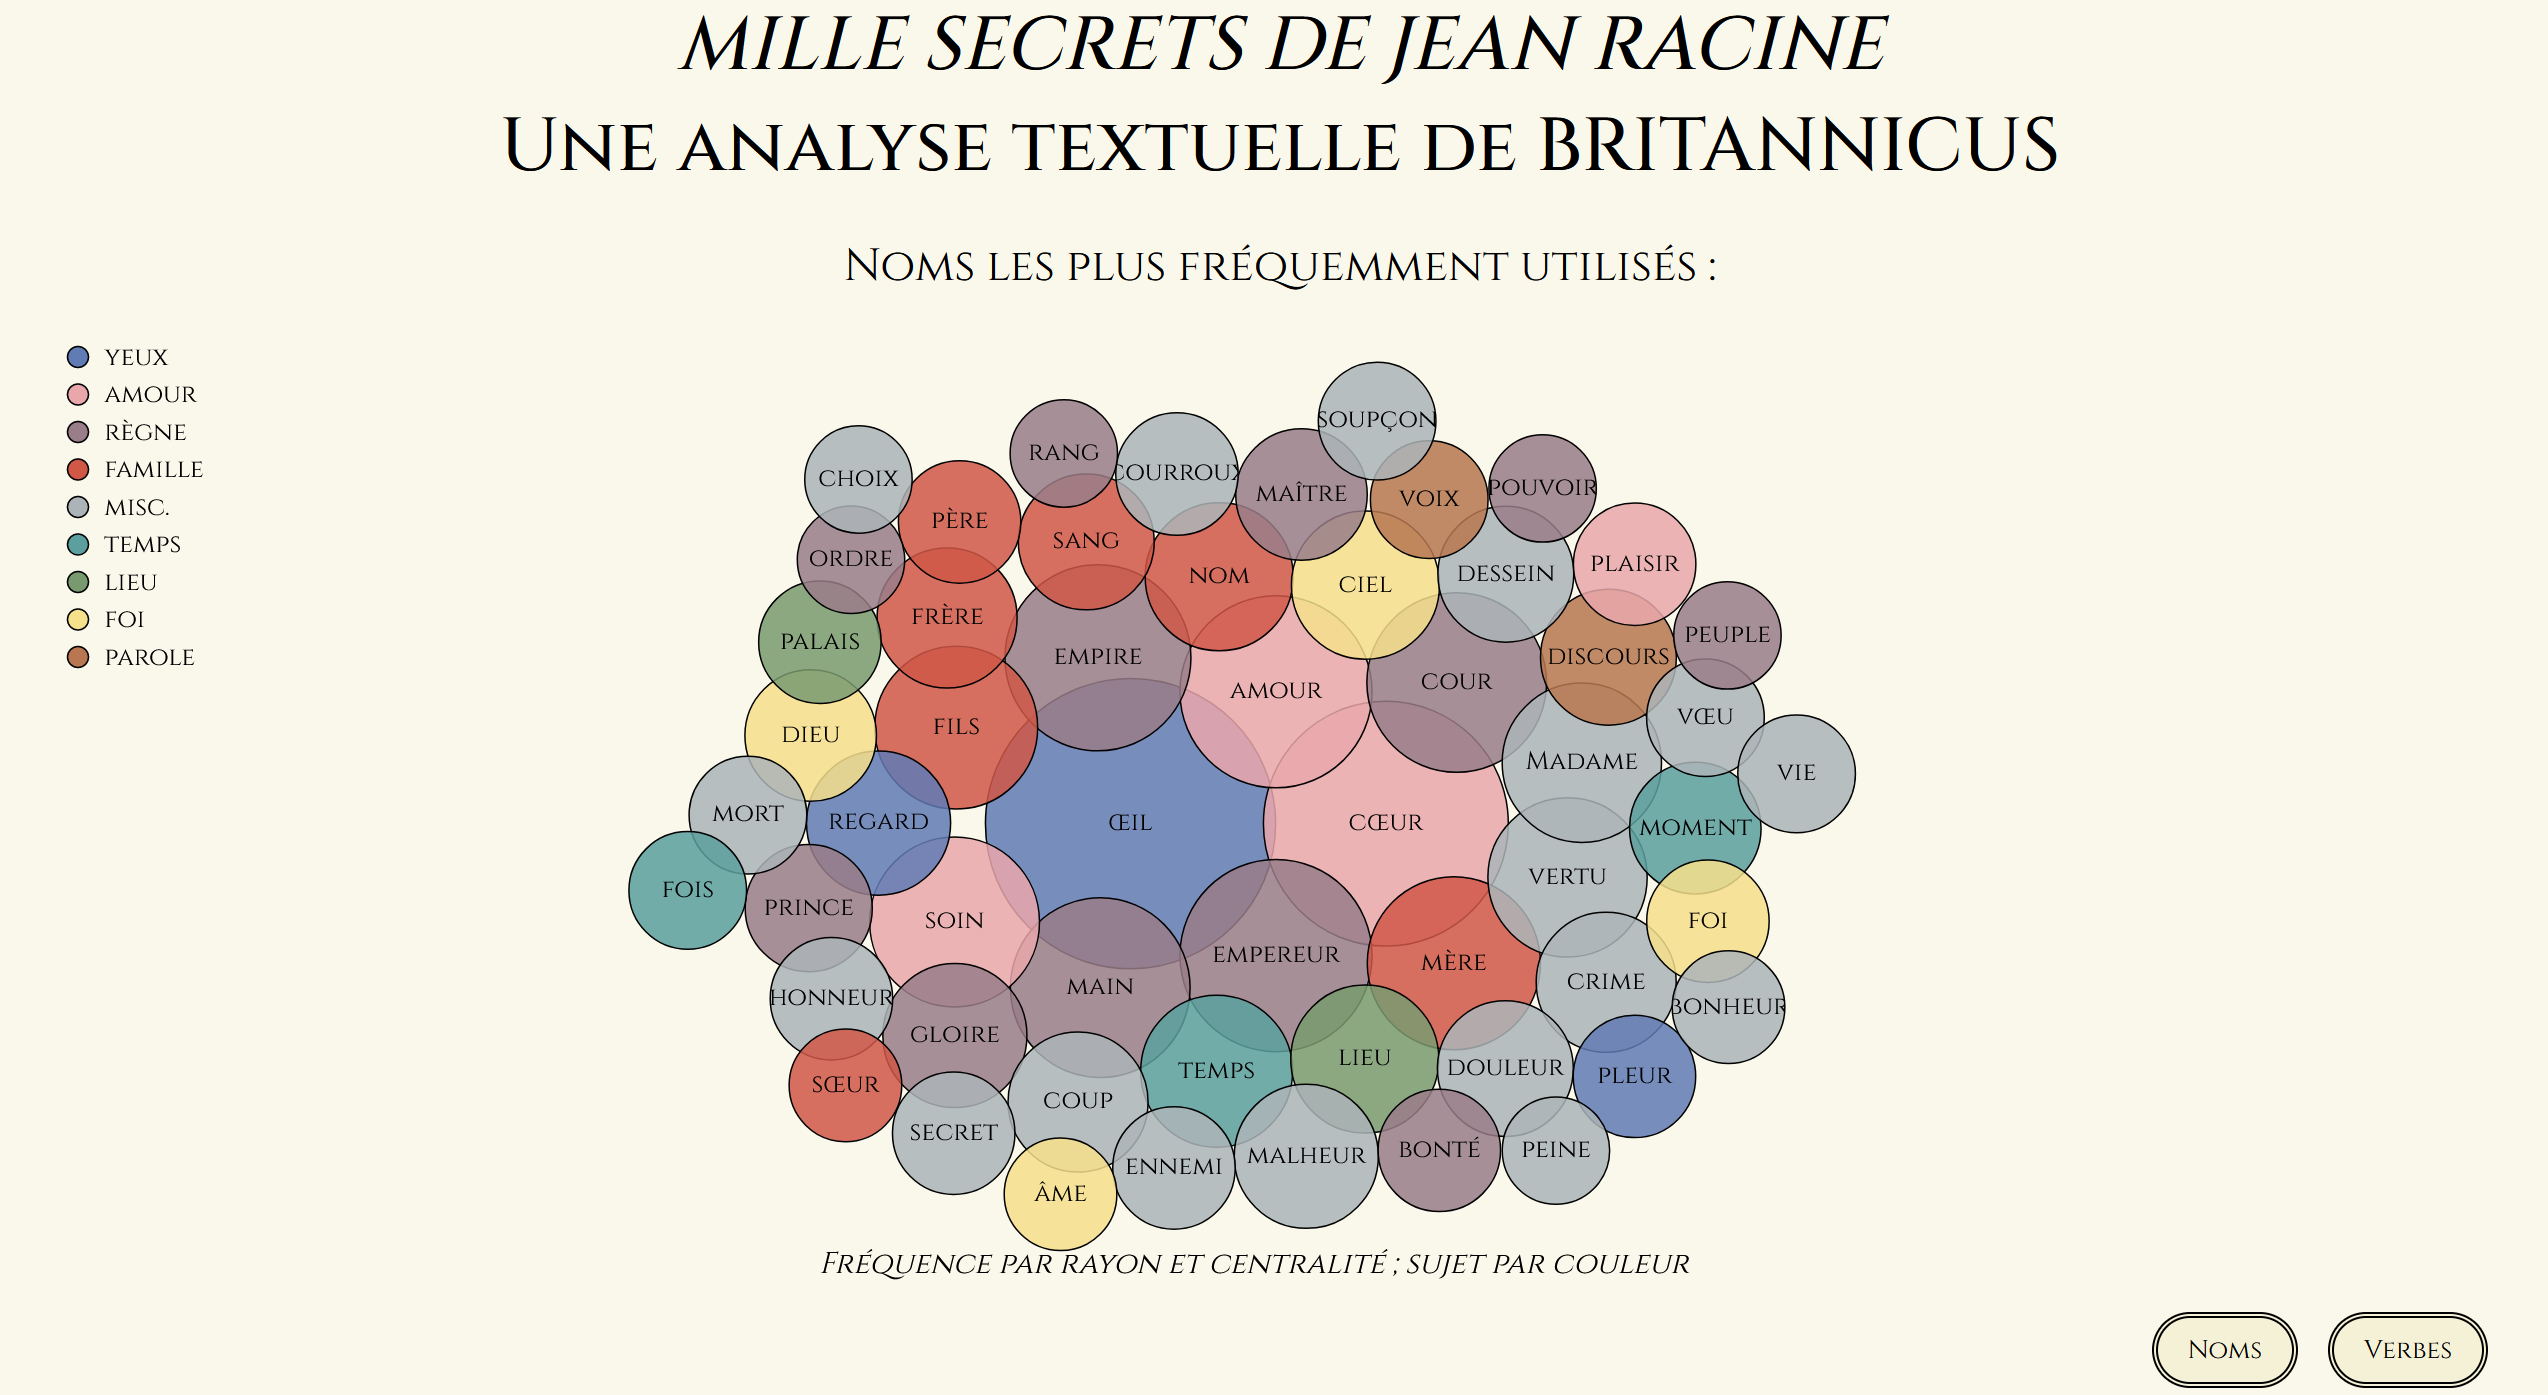 MILLE SECRETS DE JEAN RACINE
UNE ANALYSE TEXTUELLE DE BRITANNICUS
NOMS LES PLUS FRÉQUEMMENT UTILISÉS :
YEUX
AMOUR
RÈGNE
FAMILLE
MISC.
TEMPS
LIEU
FOI
PAROLE
SOUPÇON
RANG
COURROUX
CHOIX
MAÎTRE
VOIX
POUVOIR
PÈRE
SANG
ORDRE
NOM
CIEL
DESSEIN
PLAISIR
FRÈRE
PALAIS
EMPIRE
AMOUR
COUR
DISCOURS
PEUPLE
DIEU
FILS
MADAME
VŒU
VIE
MORT
REGARD
ŒIL
CŒUR
MOMENT
FOIS
PRINCE
SOIN
VERTU
FOI
EMPEREUR
MÈRE
HONNEUR
MAIN
CRIME
BONHEUR
GLOIRE
SŒUR
COUP
TEMPS
LIEU
DOULEUR
PLEUR
SECRET
ÂME
ENNEMI
MALHEUR
BONTÉ
PEINE
FRÉQUENCE PAR RAYON ET CENTRALITÉ ; SUJET PAR COULEUR
NOMS
VERBES